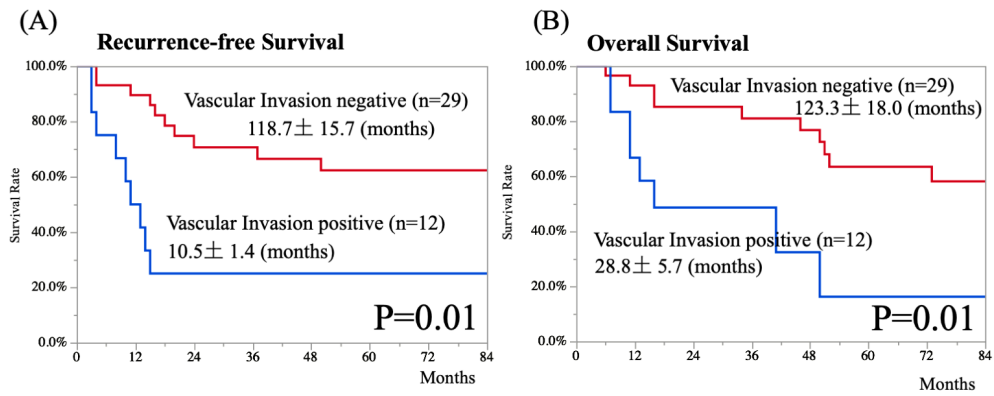 (A)
Recurrence-free Survival
100.0%
80.0%
60.0%
40.0%
20.0%
0.0%
Survival Rate
Vascular Invasion negative (n=29)
118.7土 15.7 (months)
Vascular Invasion positive (n=12)
10.5土 1.4 (months)
P=0.01
0 12 24 36 48 60 72 84
Months
(B)
Overall Survival
100.0%
80.0%
60.0%
40.0%
20.0%
0.0%
Survival Rate
Vascular Invasion negative (n=29)
123.3土 18.0 (months)
Vascular Invasion positive (n=12)
28.8土 5.7 (months)
P=0.01
0 12 24 36 48 60 72 84
Months